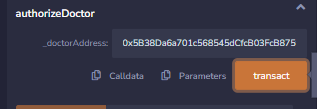 authorizeDoctor
_doctorAddress: 0x5B38Da6a701c568545dCfcB03FcB875
Calldata Parameters transact